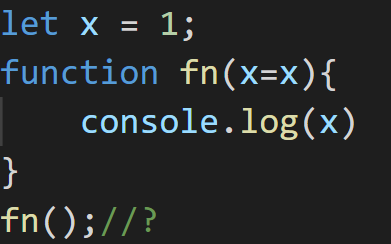 let x = 1;
function fn(x=x){
    console.log(x)
}
fn();//?